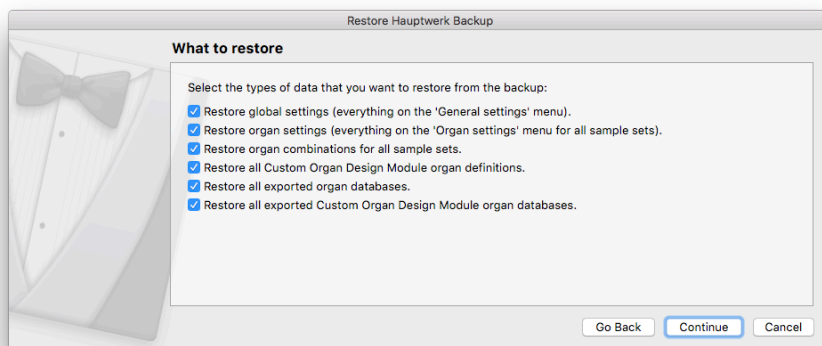 Restore Hauptwerk Backup
What to restore
Select the types of data that you want to restore from the backup:
Restore global settings (everything on the 'General settings' menu).
Restore organ settings (everything on the 'Organ settings' menu for all sample sets).
Restore organ combinations for all sample sets.
Restore all Custom Organ Design Module organ definitions.
Restore all exported organ databases.
Restore all exported Custom Organ Design Module organ databases.
Go Back Continue Cancel